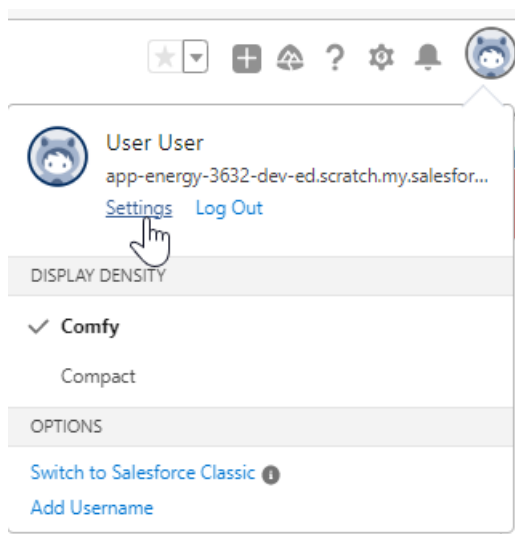 User User
app-energy-3632-dev-ed.scratch.my.salesfor...
Settings Log Out
DISPLAY DENSITY
Comfy
Compact
OPTIONS
Switch to Salesforce Classic
Add Username